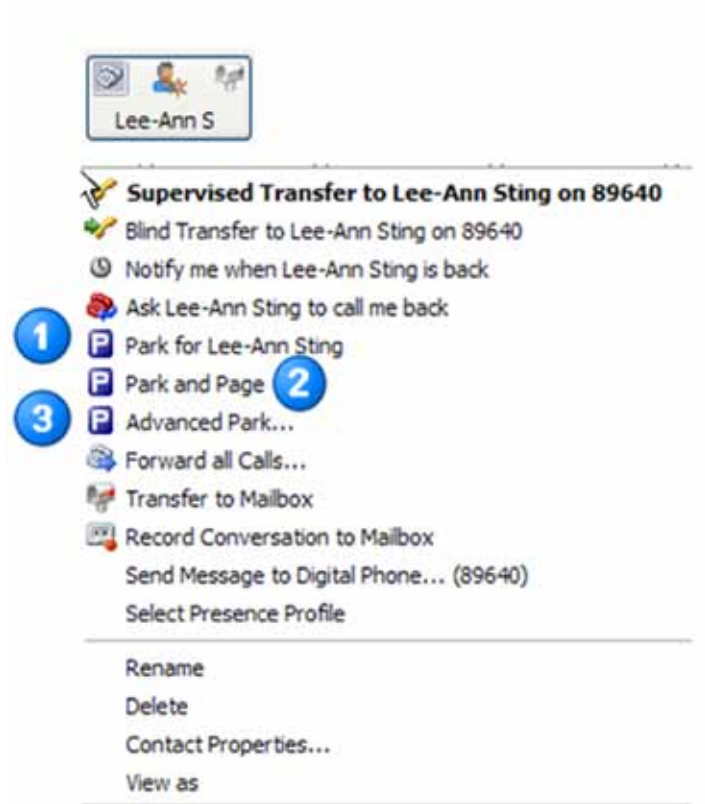 Lee-Ann S
Supervised Transfer to Lee-Ann Sting on 89640
Blind Transfer to Lee-Ann Sting on 89640
Notify me when Lee-Ann Sting is back
Ask Lee-Ann Sting to call me back
1 P Park for Lee-Ann Sting
P Park and Page 2
3 P Advanced Park...
Forward all Calls...
Transfer to Mailbox
Record Conversation to Mailbox
Send Message to Digital Phone... (89640)
Select Presence Profile
Rename
Delete
Contact Properties...
View as